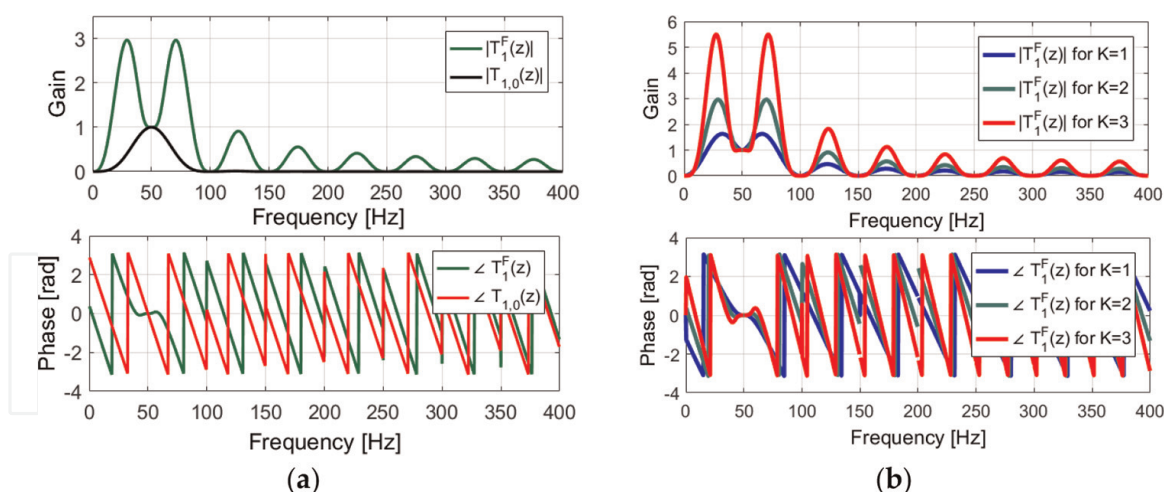 3
2
1
0
Gain
|T₁ᶠ(z)|
|T₁,₀(z)|
0 50 100 150 200 250 300 350 400
Frequency [Hz]
4
2
0
-2
-4
Phase [rad]
∠ T₁ᶠ(z)
∠ T₁,₀(z)
0 50 100 150 200 250 300 350 400
Frequency [Hz]
(a)
6
5
4
3
2
1
0
Gain
|T₁ᶠ(z)| for K=1
|T₁ᶠ(z)| for K=2
|T₁ᶠ(z)| for K=3
0 50 100 150 200 250 300 350 400
Frequency [Hz]
4
2
0
-2
-4
Phase [rad]
∠ T₁ᶠ(z) for K=1
∠ T₁ᶠ(z) for K=2
∠ T₁ᶠ(z) for K=3
0 50 100 150 200 250 300 350 400
Frequency [Hz]
(b)